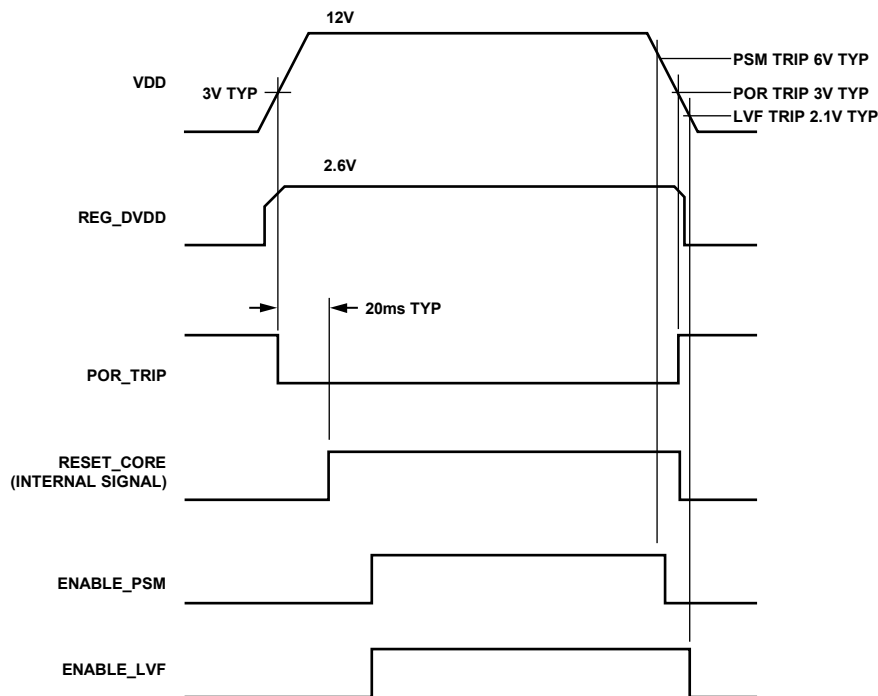 12V
VDD
3V TYP
PSM TRIP 6V TYP
POR TRIP 3V TYP
LVF TRIP 2.1V TYP
2.6V
REG_DVDD
20ms TYP
POR_TRIP
RESET_CORE
(INTERNAL SIGNAL)
ENABLE_PSM
ENABLE_LVF